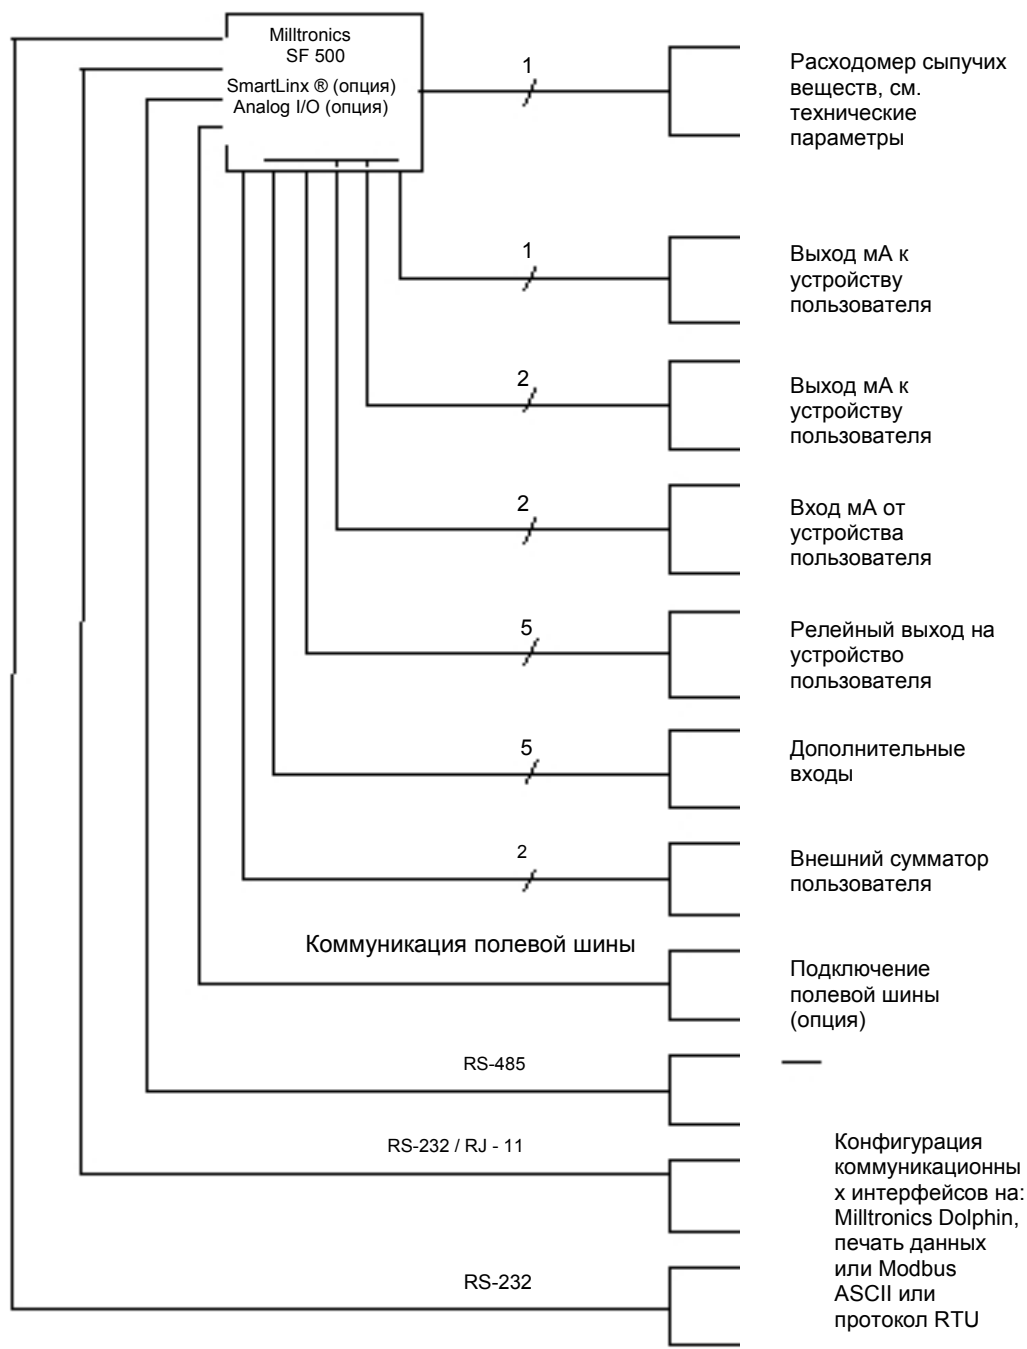 Milltronics
SF 500
SmartLinx ® (опция)
Analog I/O (опция)
1
Расходомер сыпучих
веществ, см.
технические
параметры
1
Выход мА к
устройству
пользователя
2
Выход мА к
устройству
пользователя
2
Вход мА от
устройства
пользователя
5
Релейный выход на
устройство
пользователя
5
Дополнительные
входы
2
Внешний сумматор
пользователя
Коммуникация полевой шины
Подключение
полевой шины
(опция)
RS-485
RS-232 / RJ - 11
RS-232
Конфигурация
коммуникационны
х интерфейсов на:
Milltronics Dolphin,
печать данных
или Modbus
ASCII или
протокол RTU